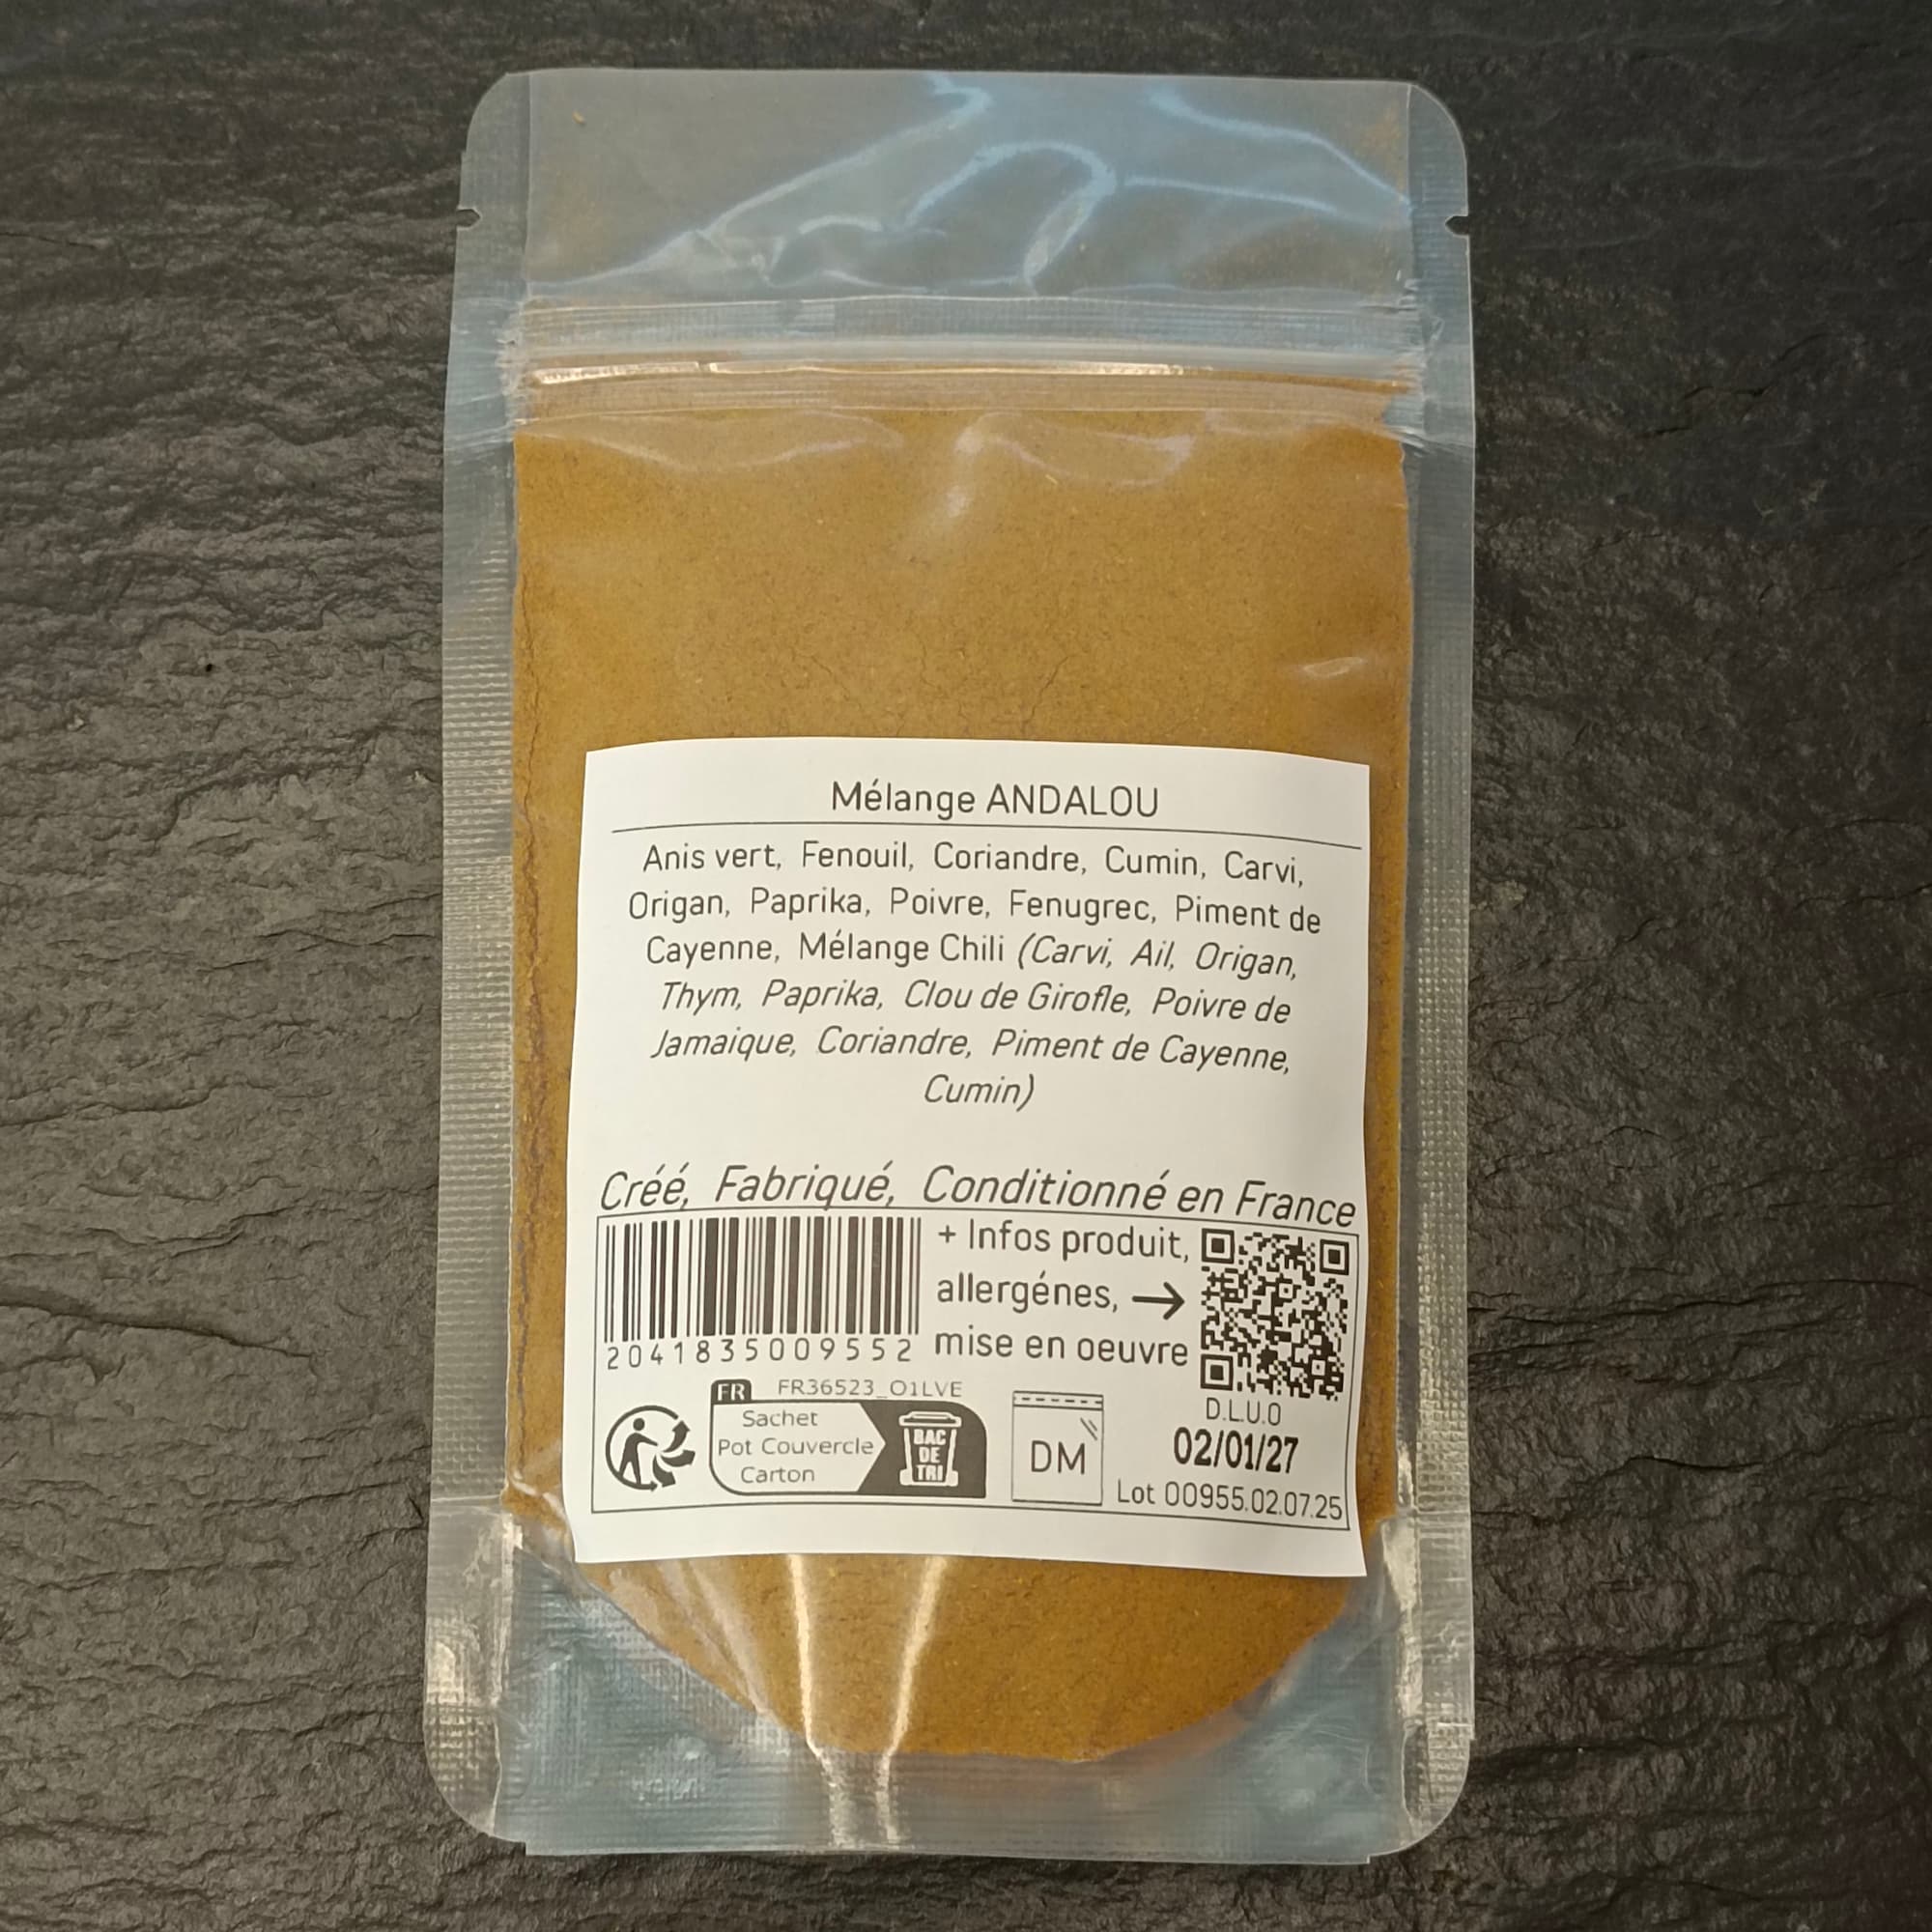 Mélange ANDALOU
Anis vert, Fenouil, Coriandre, Cumin, Carvi,
Origan, Paprika, Poivre, Fenugrec, Piment de
Cayenne, Mélange Chili (Carvi, Ail, Origan,
Thym, Paprika, Clou de Girofle, Poivre de
Jamaique, Coriandre, Piment de Cayenne,
Cumin)
Créé, Fabriqué, Conditionné en France
+ Infos produit,
allergénes, →
mise en oeuvre
2041835009552
FR FR36523_O1LVE
Sachet
Pot Couvercle
Carton
BAC
DE
TRI
DM
D.L.U.O
02/01/27
Lot 00955.02.07.25